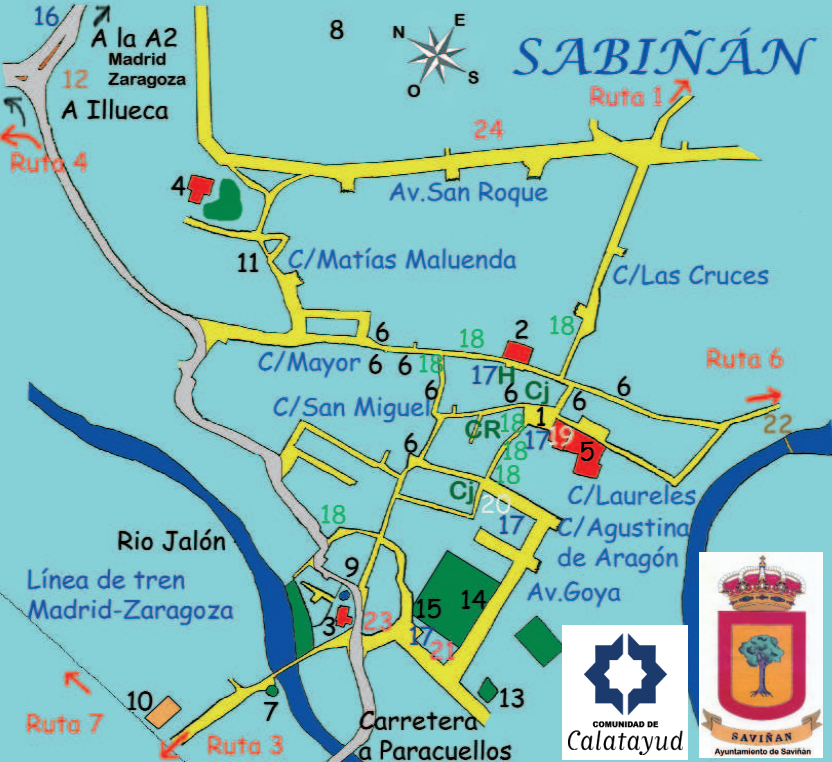 16
A la A2
Madrid
Zaragoza
12
A Illueca
Ruta 4
8
N
E
S
O
SABIÑÁN
Ruta 1
24
4
Av.San Roque
11
C/Matías Maluenda
C/Las Cruces
6
18
2
18
C/Mayor
6
6
18
17
H
Cj
6
6
6
6
Ruta 6
22
C/San Miguel
CR
18
1
17
19
5
18
6
18
Cj
20
17
C/Laureles
C/Agustina
de Aragón
Av.Goya
18
Rio Jalón
9
Línea de tren
Madrid-Zaragoza
3
23
15
14
17
21
13
10
7
Ruta 7
Ruta 3
Carretera
a Paracuellos
COMUNIDAD DE
Calatayud
SAVIÑAN
Ayuntamiento de Saviñán